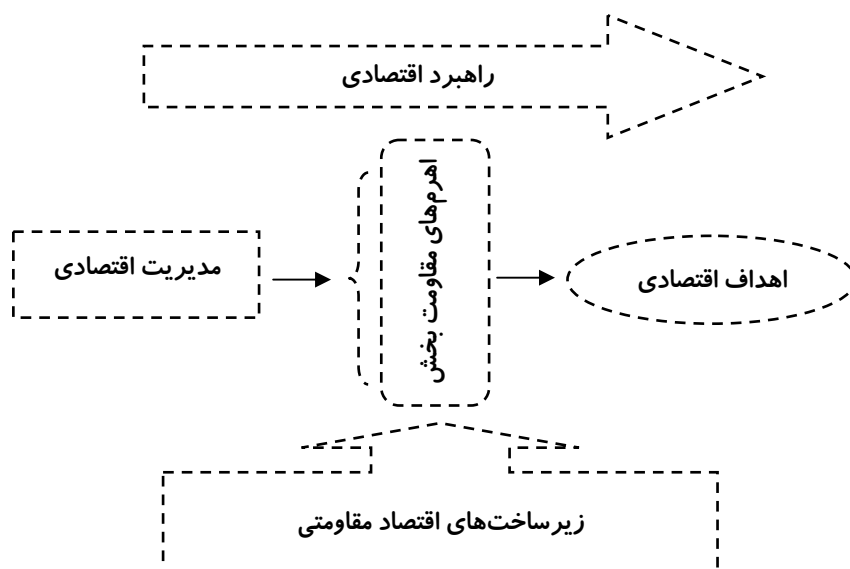 راهبرد اقتصادی
اهرم‌های مقاومت بخش
مدیریت اقتصادی
اهداف اقتصادی
زیرساخت‌های اقتصاد مقاومتی